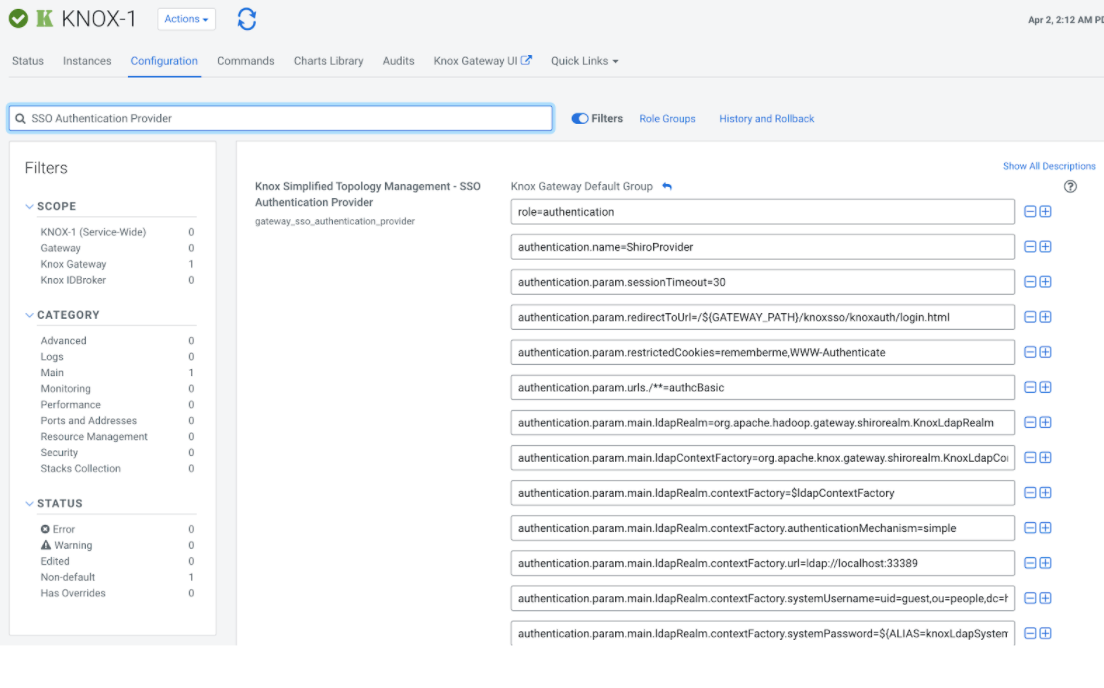 KNOX-1 Actions
Apr 2, 2:12 AM
Status Instances Configuration Commands Charts Library Audits Knox Gateway UI Quick Links
SSO Authentication Provider
Filters Role Groups History and Rollback
Filters
SCOPE
KNOX-1 (Service-Wide) 0
Gateway 0
Knox Gateway 1
Knox IDBroker 0
CATEGORY
Advanced 0
Logs 0
Main 1
Monitoring 0
Performance 0
Ports and Addresses 0
Resource Management 0
Security 0
Stacks Collection 0
STATUS
Error 0
Warning 0
Edited 0
Non-default 1
Has Overrides 0
Show All Descriptions
Knox Simplified Topology Management - SSO
Authentication Provider
gateway_sso_authentication_provider
Knox Gateway Default Group
role=authentication
authentication.name=ShiroProvider
authentication.param.sessionTimeout=30
authentication.param.redirectToUrl=/${GATEWAY_PATH}/knoxsso/knoxauth/login.html
authentication.param.restrictedCookies=rememberme,WWW-Authenticate
authentication.param.urls./**=authcBasic
authentication.param.main.ldapRealm=org.apache.hadoop.gateway.shirorealm.KnoxLdapRealm
authentication.param.main.ldapContextFactory=org.apache.knox.gateway.shirorealm.KnoxLdapCo
authentication.param.main.ldapRealm.contextFactory=$ldapContextFactory
authentication.param.main.ldapRealm.contextFactory.authenticationMechanism=simple
authentication.param.main.ldapRealm.contextFactory.url=ldap://localhost:33389
authentication.param.main.ldapRealm.contextFactory.systemUsername=uid=guest,ou=people,dc=h
authentication.param.main.ldapRealm.contextFactory.systemPassword=${ALIAS=knoxLdapSystem